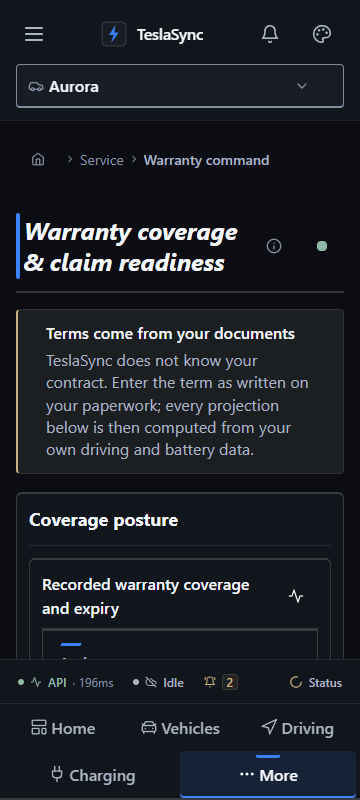 TeslaSync
Aurora
Service
Warranty command
Warranty coverage
& claim readiness
Terms come from your documents
TeslaSync does not know your
contract. Enter the term as written on
your paperwork; every projection
below is then computed from your
own driving and battery data.
Coverage posture
Recorded warranty coverage
and expiry
API · 196ms
Idle
2
Status
Home
Vehicles
Driving
Charging
More